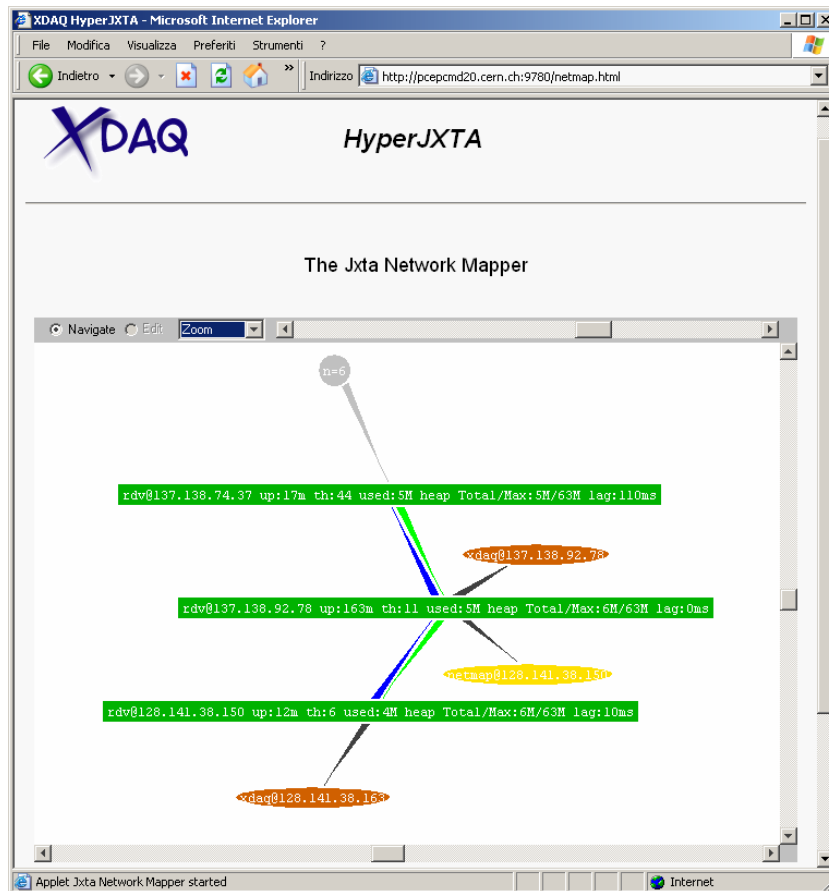 XDAQ HyperJXTA - Microsoft Internet Explorer
File Modifica Visualizza Preferiti Strumenti ?
Indietro » Indirizzo http://pcepcmd20.cern.ch:9780/netmap.html
XDAQ HyperJXTA
The Jxta Network Mapper
Navigate Edit Zoom
n=6
rdv@137.138.74.37 up:17m th:44 used:5M heap Total/Max:5M/63M lag:110ms
xdaq@137.138.92.78
rdv@137.138.92.78 up:163m th:11 used:5M heap Total/Max:6M/63M lag:0ms
netmap@128.141.38.150
rdv@128.141.38.150 up:12m th:6 used:4M heap Total/Max:6M/63M lag:10ms
xdaq@128.141.38.163
Applet Jxta Network Mapper started Internet